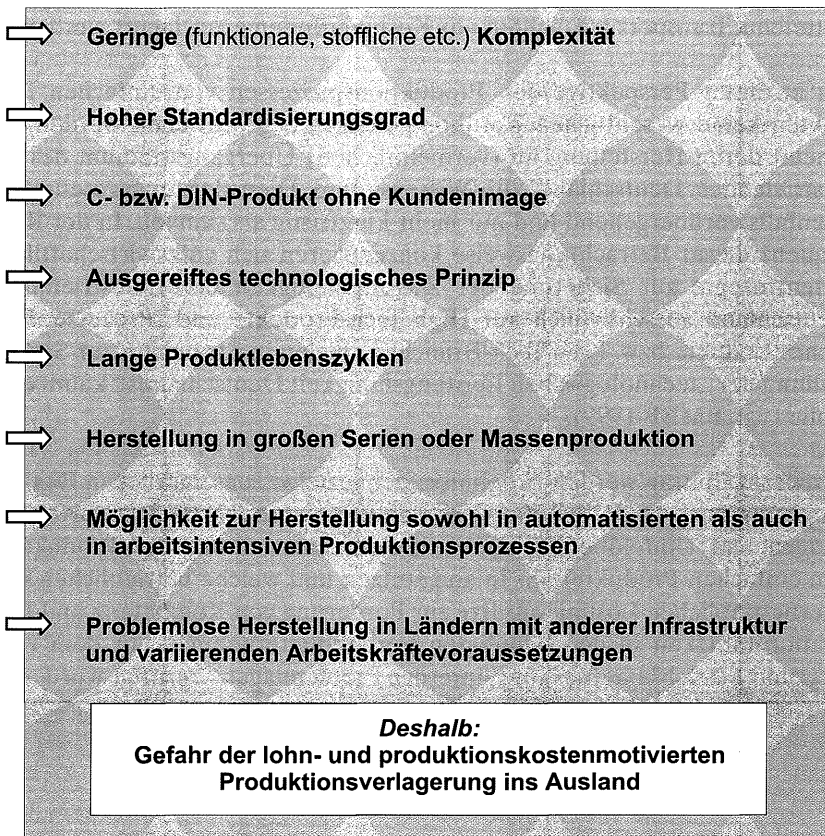 Geringe (funktionale, stoffliche etc.) Komplexität
Hoher Standardisierungsgrad
C- bzw. DIN-Produkt ohne Kundenimage
Ausgereiftes technologisches Prinzip
Lange Produktlebenszyklen
Herstellung in großen Serien oder Massenproduktion
Möglichkeit zur Herstellung sowohl in automatisierten als auch
in arbeitsintensiven Produktionsprozessen
Problemlose Herstellung in Ländern mit anderer Infrastruktur
und variierenden Arbeitskräftevoraussetzungen
Deshalb:
Gefahr der lohn- und produktionskostenmotivierten
Produktionsverlagerung ins Ausland